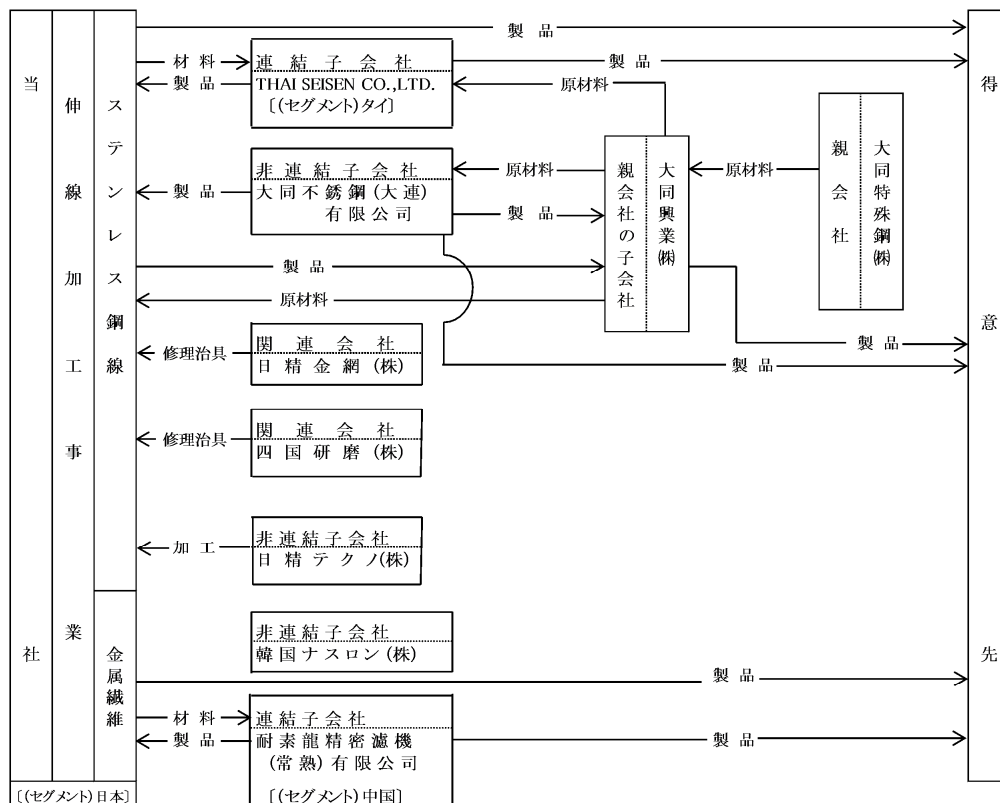 当社
伸線加工事業
ステンレス鋼線
金属繊維
[(セグメント)日本]
製品
材料
製品
連結子会社
THAI SEISEN CO.,LTD.
[(セグメント)タイ]
製品
原材料
製品
非連結子会社
大同不銹鋼(大連)
有限公司
原材料
製品
親会社の子会社
大同興業㈱
原材料
親会社
大同特殊鋼㈱
製品
原材料
製品
製品
修理治具
関連会社
日精金網(株)
修理治具
関連会社
四国研磨(株)
加工
非連結子会社
日精テクノ(株)
非連結子会社
韓国ナスロン(株)
製品
材料
製品
連結子会社
耐素龍精密濾機
(常熟)有限公司
[(セグメント)中国]
製品
得意先